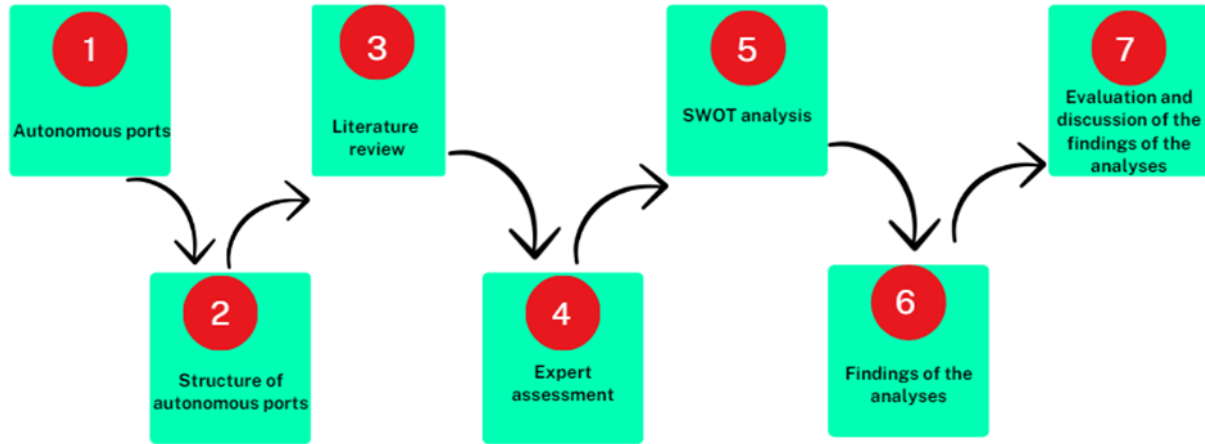 1
Autonomous ports
2
Structure of
autonomous ports
3
Literature
review
4
Expert
assessment
5
SWOT analysis
6
Findings of the
analyses
7
Evaluation and
discussion of the
findings of the
analyses